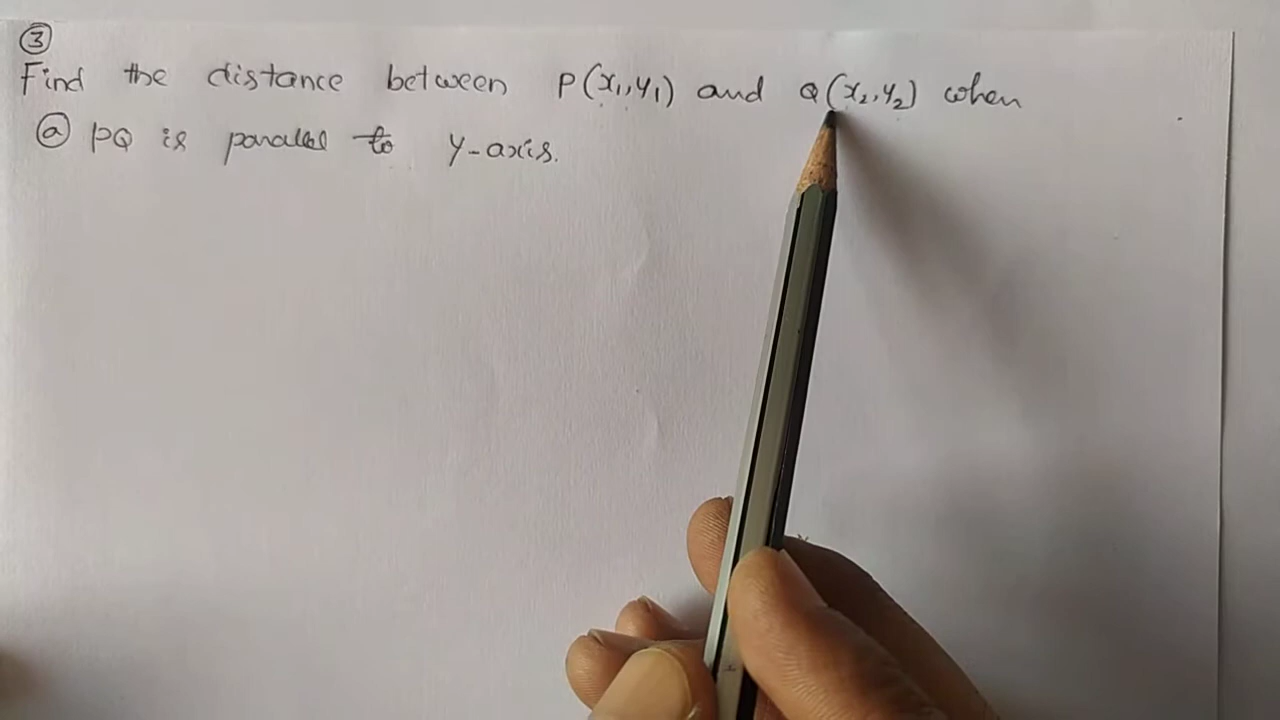 ③
Find the distance between P(x₁,y₁) and Q(x₂,y₂) when
ⓐ PQ is parallel to y-axis.